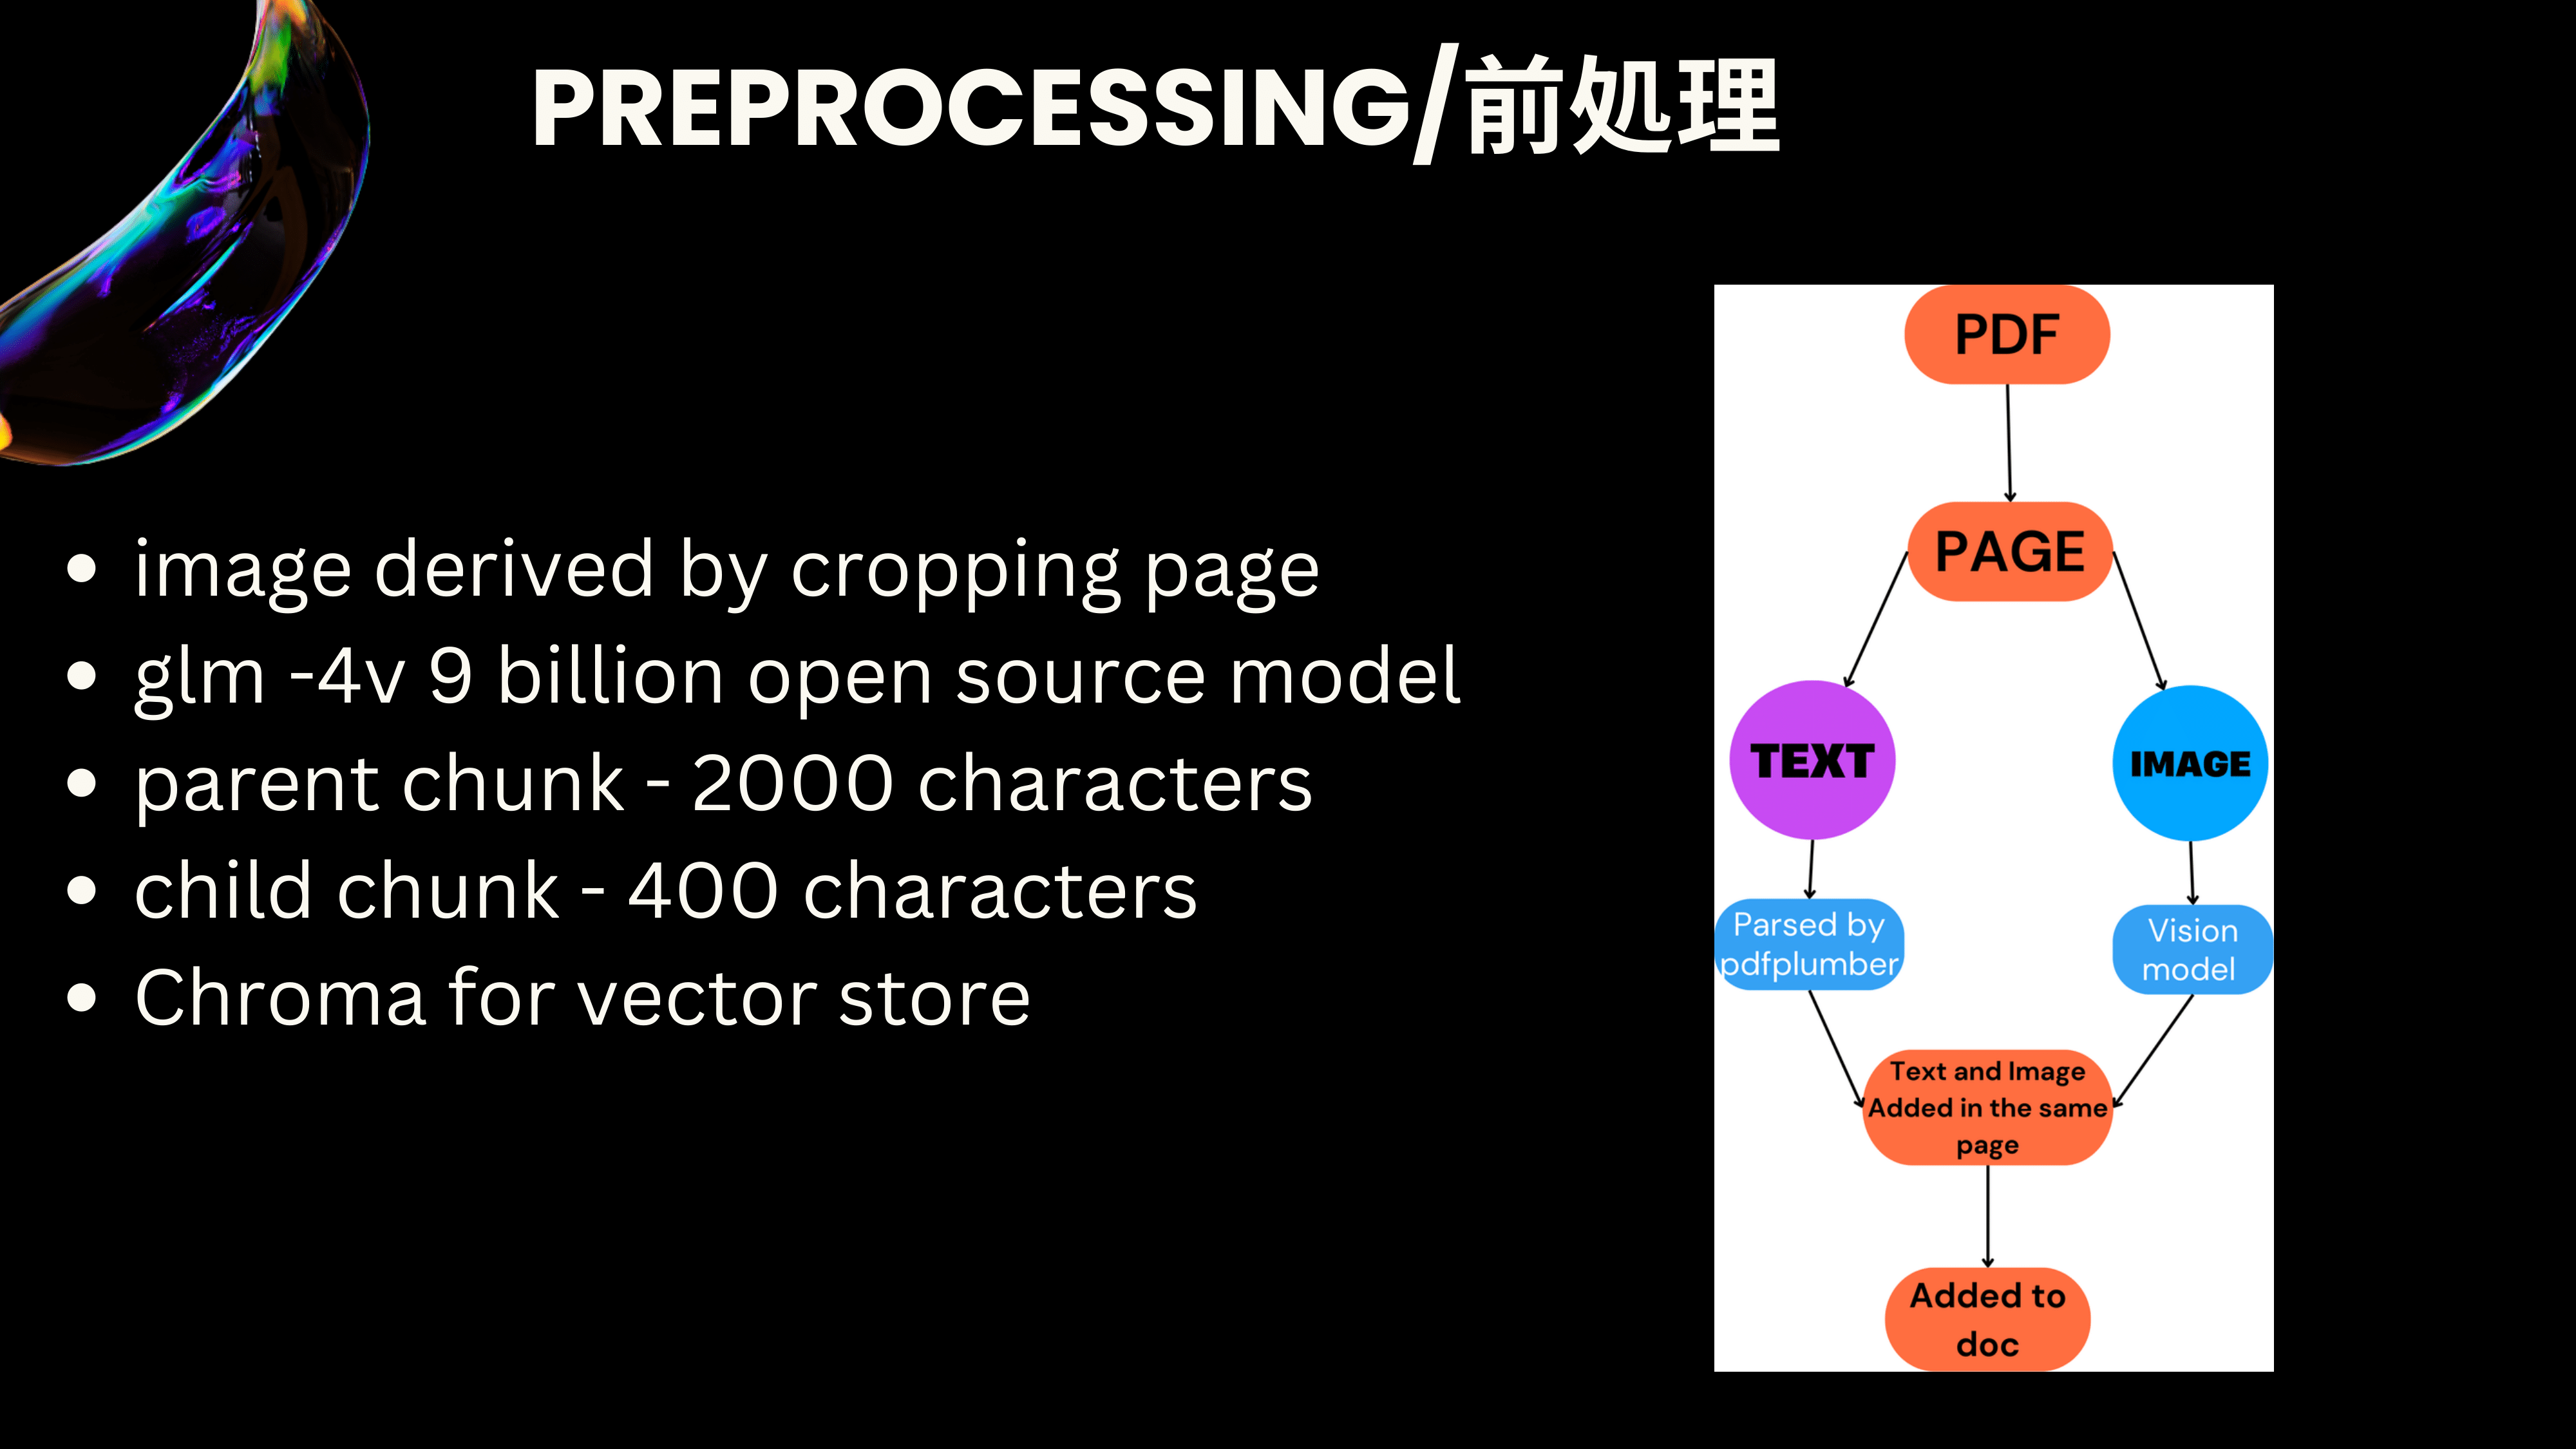 PREPROCESSING/前処理
• image derived by cropping page
• glm -4v 9 billion open source model
• parent chunk - 2000 characters
• child chunk - 400 characters
• Chroma for vector store
PDF
PAGE
TEXT
IMAGE
Parsed by
pdfplumber
Vision
model
Text and Image
Added in the same
page
Added to
doc